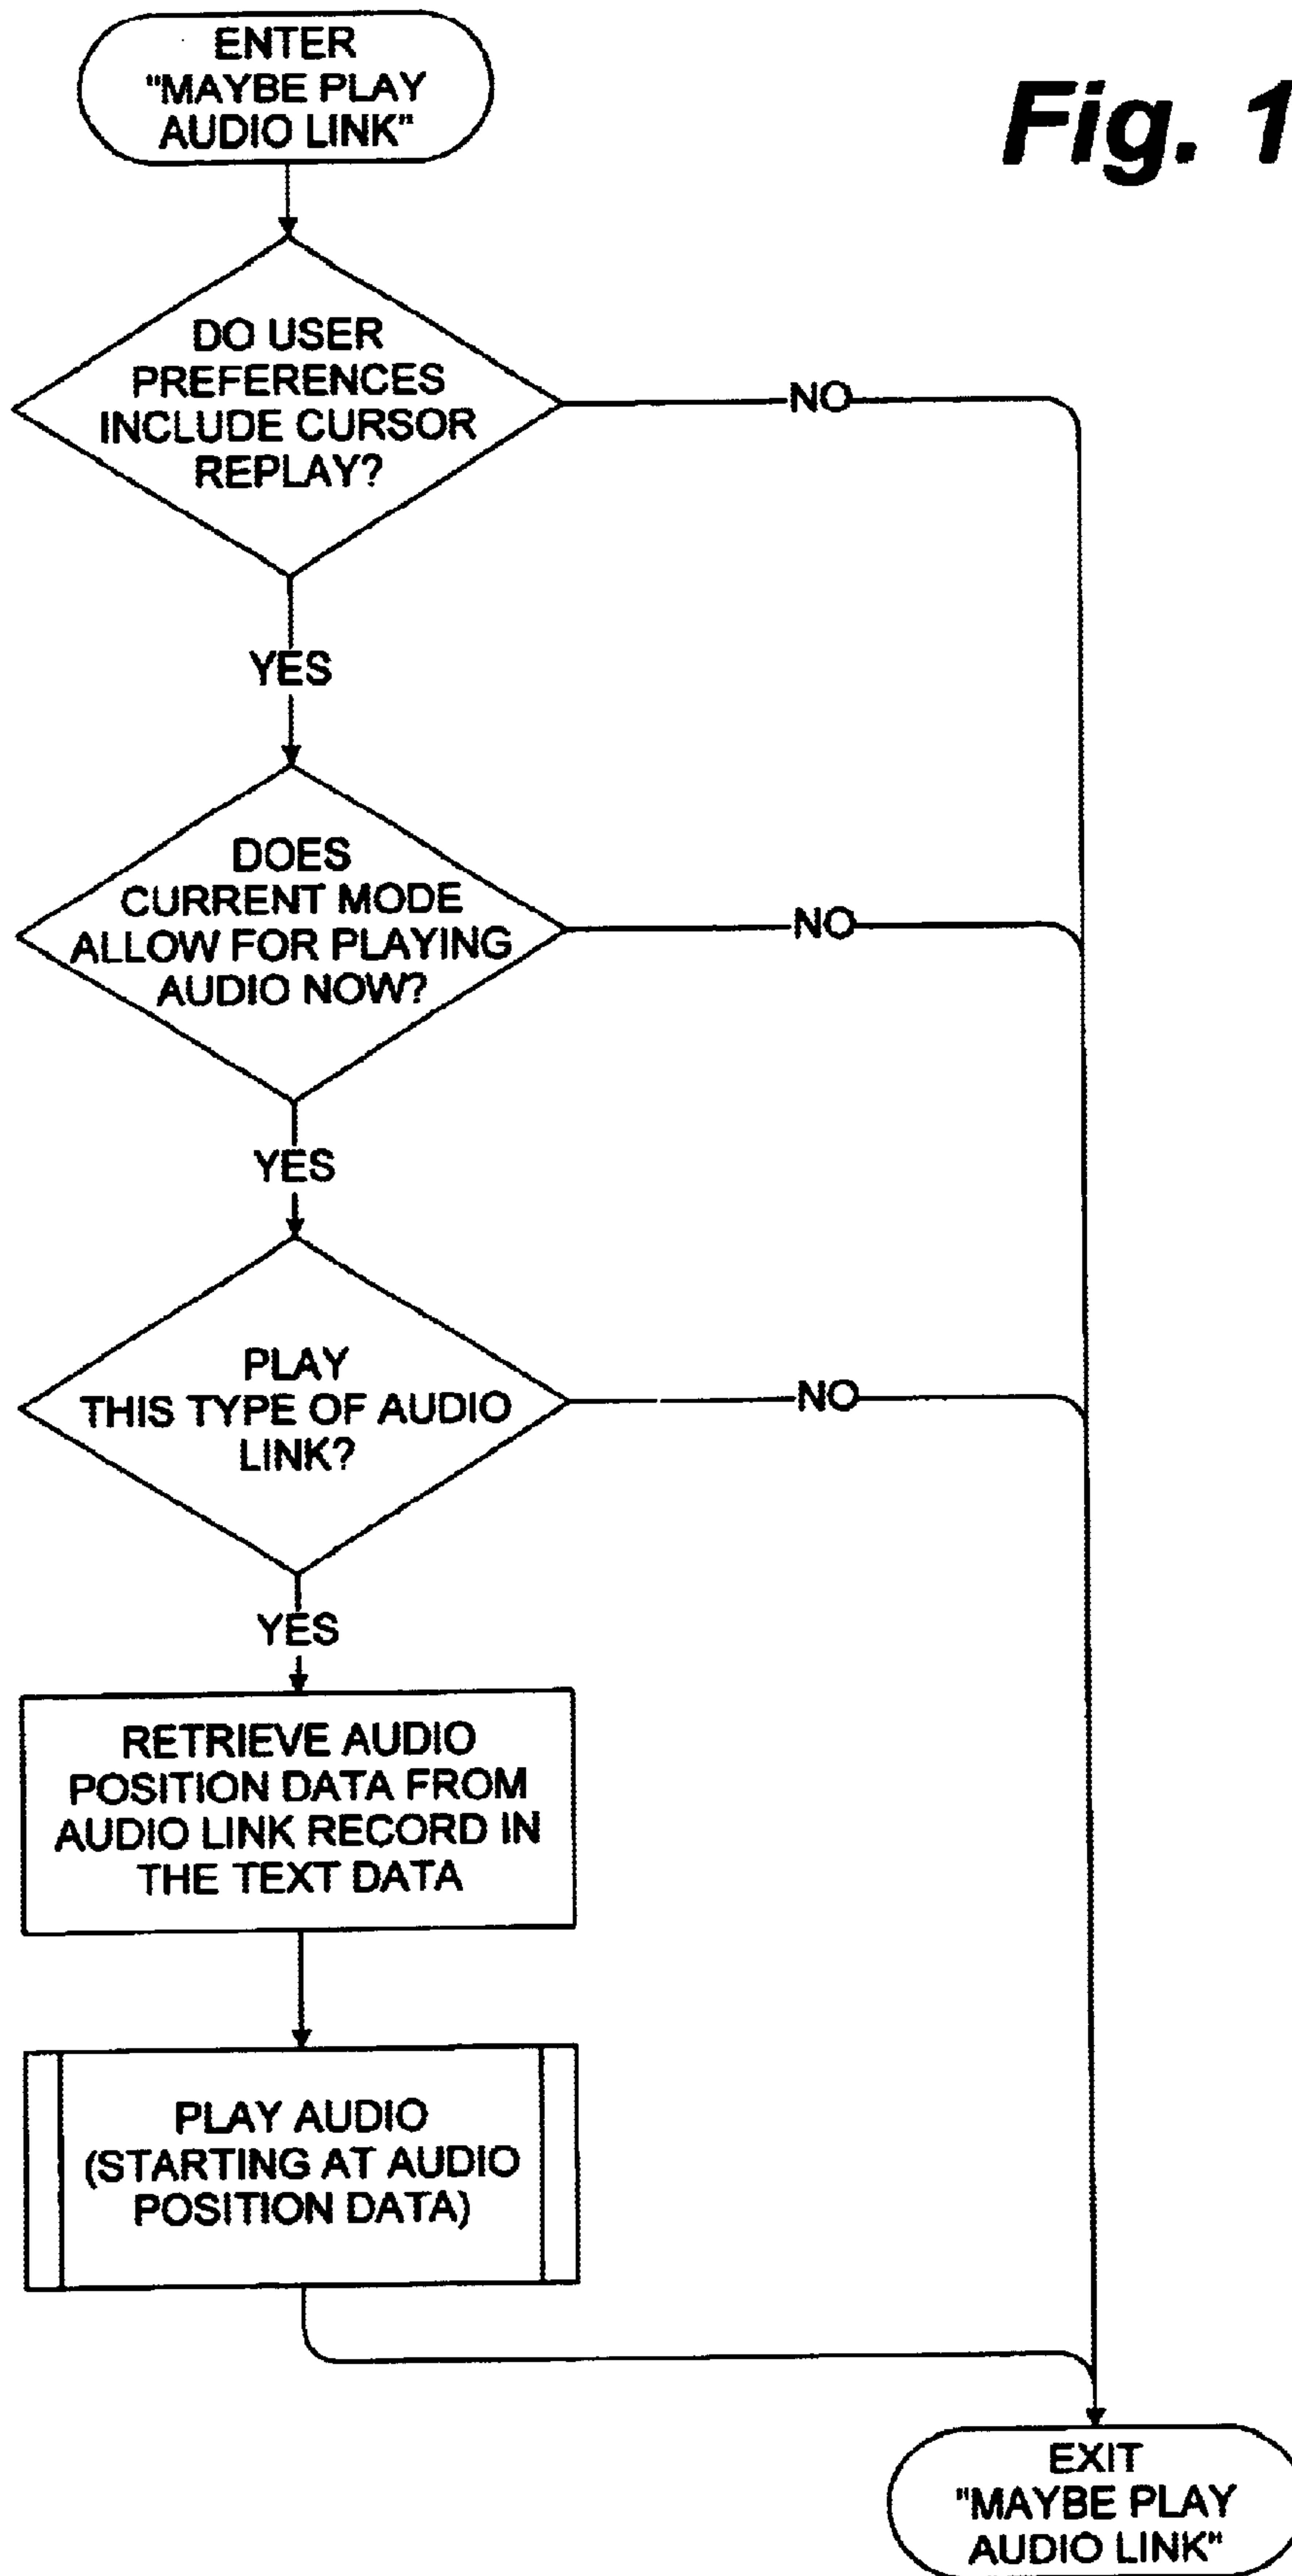 ENTER
"MAYBE PLAY
AUDIO LINK"
Fig. 1
DO USER
PREFERENCES
INCLUDE CURSOR
REPLAY?
NO
YES
DOES
CURRENT MODE
ALLOW FOR PLAYING
AUDIO NOW?
NO
YES
PLAY
THIS TYPE OF AUDIO
LINK?
NO
YES
RETRIEVE AUDIO
POSITION DATA FROM
AUDIO LINK RECORD IN
THE TEXT DATA
PLAY AUDIO
(STARTING AT AUDIO
POSITION DATA)
EXIT
"MAYBE PLAY
AUDIO LINK"